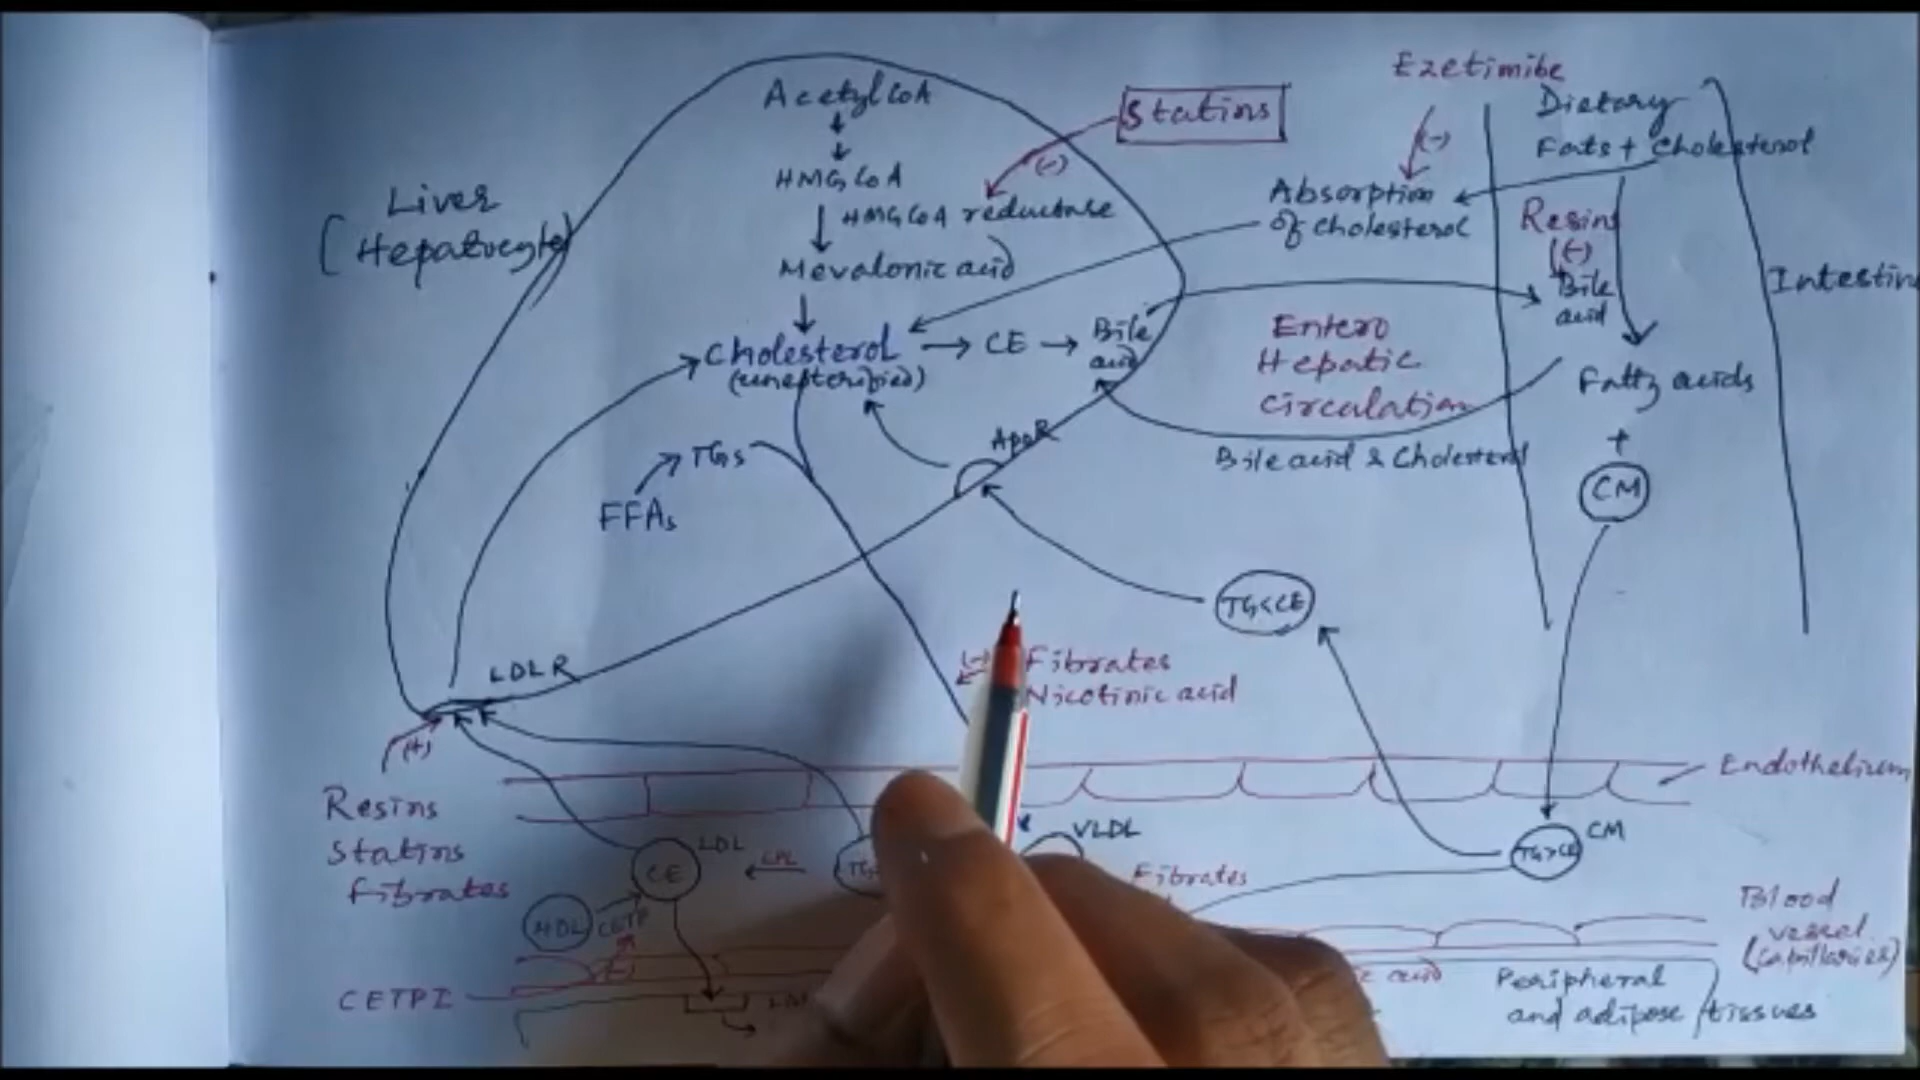 Ezetimibe
Acetyl CoA
Statins
Dietary
Fats + Cholesterol
(-)
(-)
HMG CoA
Absorption
of cholesterol
Liver
(Hepatocyte)
HMG CoA reductase
Resins
(-)
Mevalonic acid
Bile
acid
Intestin
Cholesterol
(unesterified)
CE
Bile
acid
Entero
Hepatic
Circulation
Fatty acids
+
CM
Bile acid & Cholesterol
TGs
FFAs
ApoR
TG<CE
LDLR
(-)
Fibrates
Nicotinic acid
(+)
Endothelium
Resins
Statins
Fibrates
LDL
CE
LPL
VLDL
CM
TG>CE
Fibrates
HDL
CETP
(-)
CETPI
Blood
vessel
(capillaries)
Peripheral
and adipose tissues